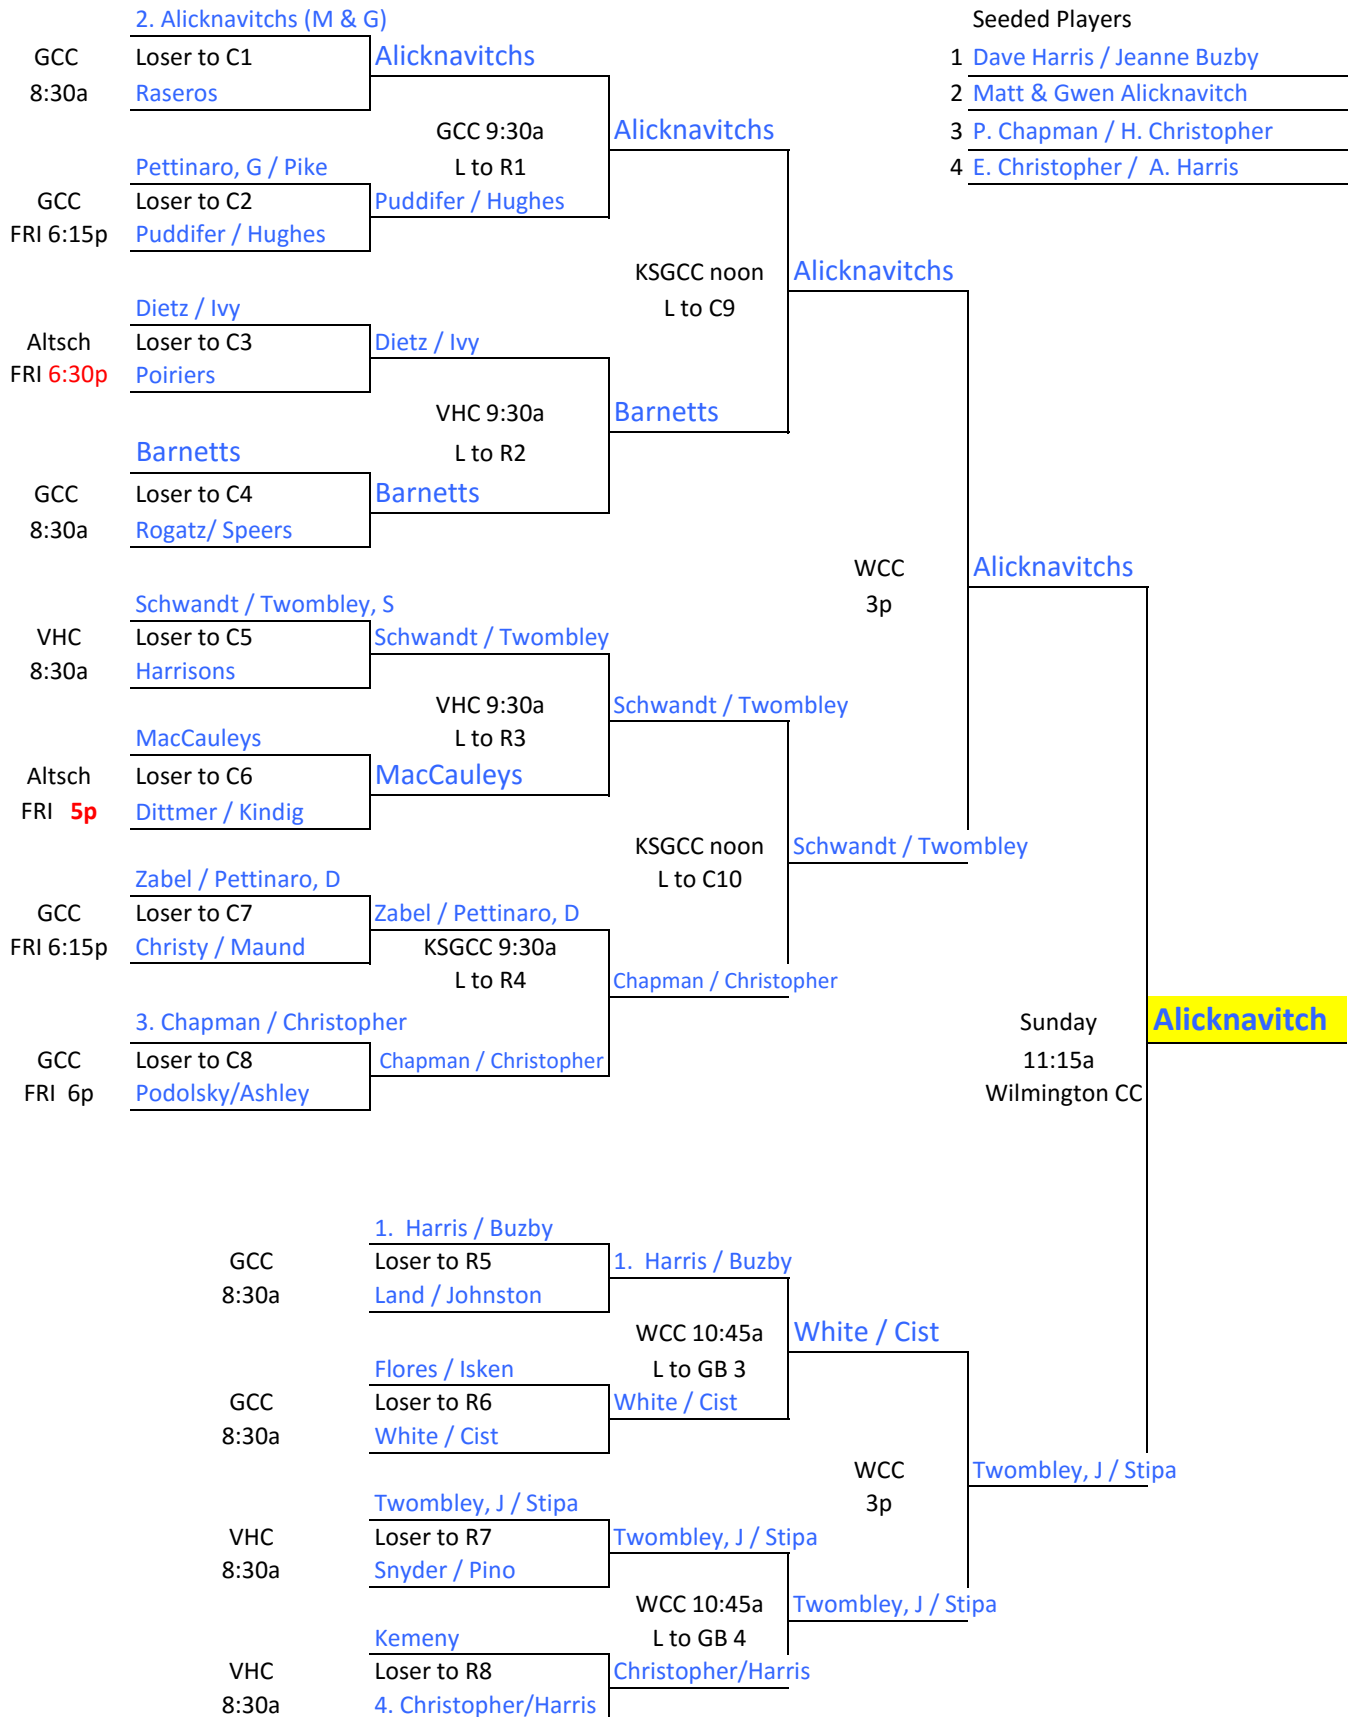 2. Alicknavitchs (M & G) Seeded Players
GCC Loser to C1 Alicknavitchs 1 Dave Harris / Jeanne Buzby
8:30a Raseros 2 Matt & Gwen Alicknavitch
GCC 9:30a Alicknavitchs 3 P. Chapman / H. Christopher
Pettinaro, G / Pike L to R1 4 E. Christopher / A. Harris
GCC Loser to C2 Puddifer / Hughes
FRI 6:15p Puddifer / Hughes
KSGCC noon Alicknavitchs
Dietz / Ivy L to C9
Altsch Loser to C3 Dietz / Ivy
FRI 6:30p Poiriers
VHC 9:30a Barnetts
Barnetts L to R2
GCC Loser to C4 Barnetts
8:30a Rogatz/ Speers
WCC Alicknavitchs
Schwandt / Twombley, S 3p
VHC Loser to C5 Schwandt / Twombley
8:30a Harrisons
VHC 9:30a Schwandt / Twombley
MacCauleys L to R3
Altsch Loser to C6 MacCauleys
FRI 5p Dittmer / Kindig
KSGCC noon Schwandt / Twombley
Zabel / Pettinaro, D L to C10
GCC Loser to C7 Zabel / Pettinaro, D
FRI 6:15p Christy / Maund KSGCC 9:30a
L to R4 Chapman / Christopher
3. Chapman / Christopher Sunday Alicknavitch
GCC Loser to C8 Chapman / Christopher 11:15a
FRI 6p Podolsky/Ashley Wilmington CC
1. Harris / Buzby
GCC Loser to R5 1. Harris / Buzby
8:30a Land / Johnston
WCC 10:45a White / Cist
Flores / Isken L to GB 3
GCC Loser to R6 White / Cist
8:30a White / Cist
WCC Twombley, J / Stipa
Twombley, J / Stipa 3p
VHC Loser to R7 Twombley, J / Stipa
8:30a Snyder / Pino
WCC 10:45a Twombley, J / Stipa
Kemeny L to GB 4
VHC Loser to R8 Christopher/Harris
8:30a 4. Christopher/Harris